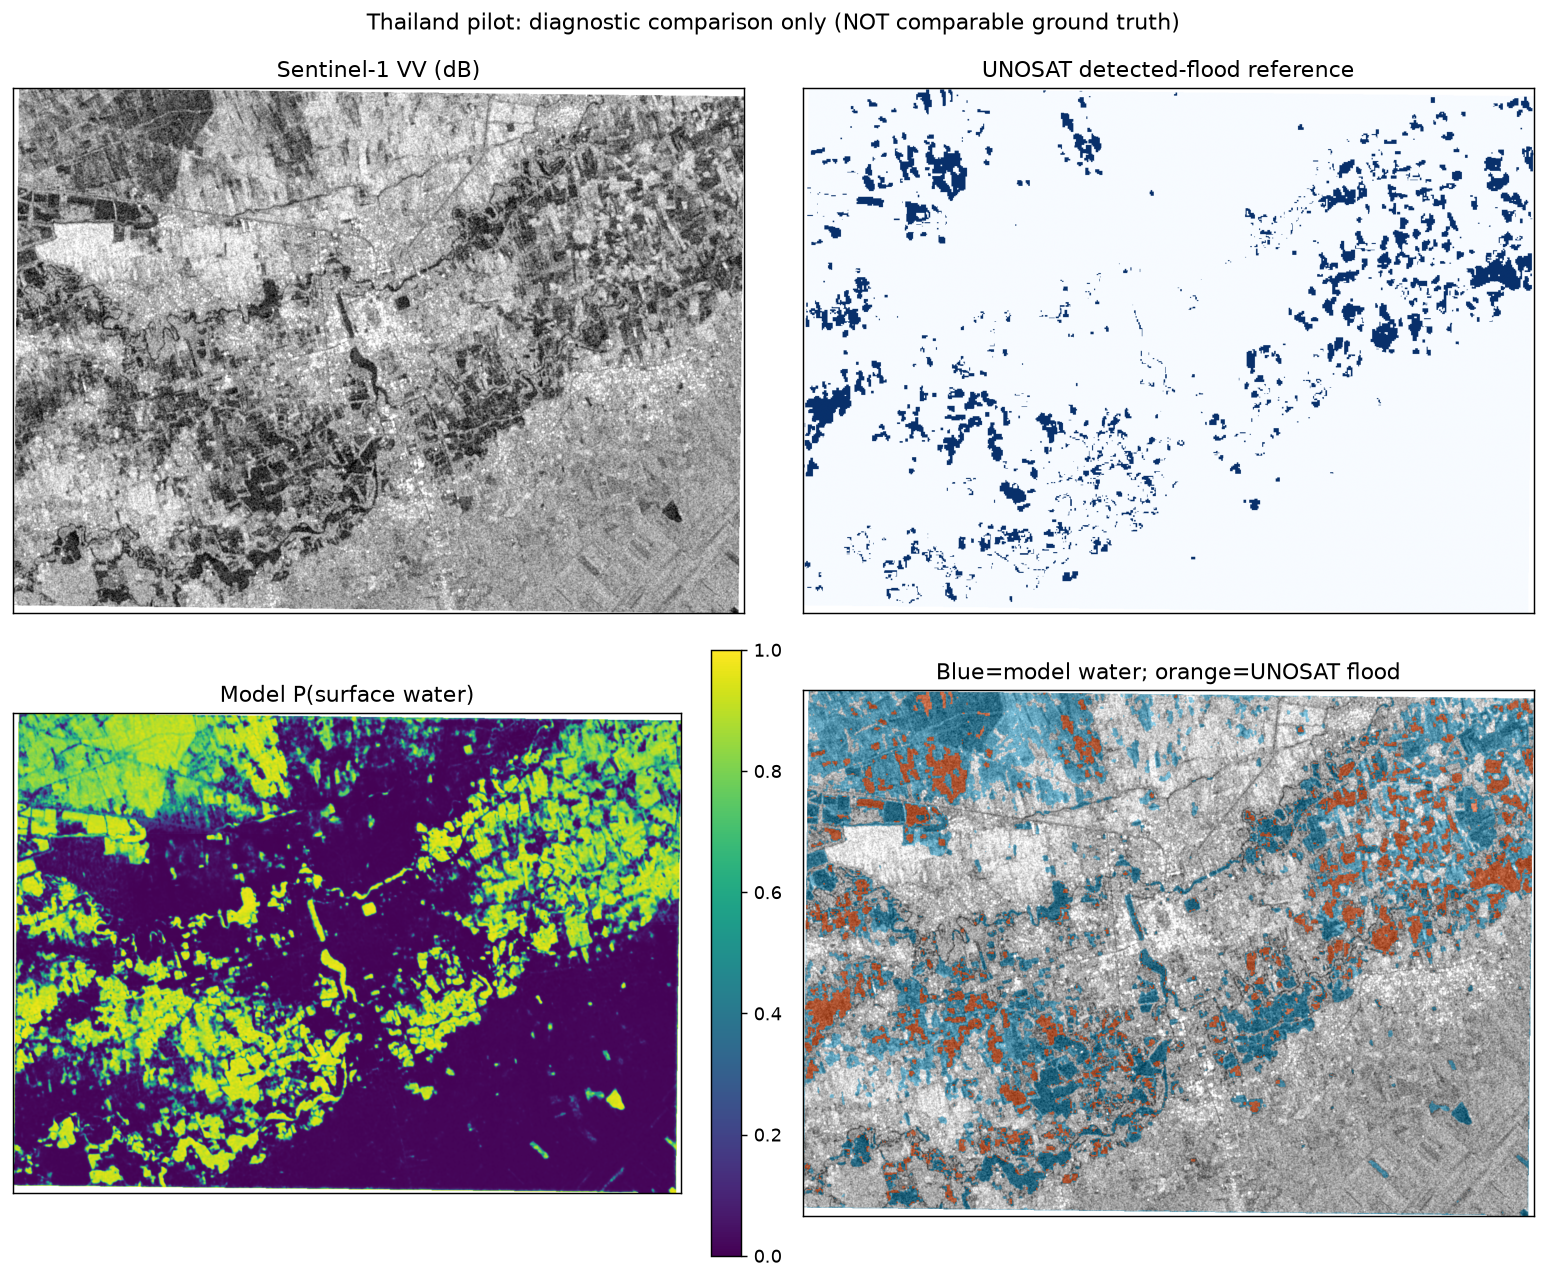 Thailand pilot: diagnostic comparison only (NOT comparable ground truth)
Sentinel-1 VV (dB)
UNOSAT detected-flood reference
Model P(surface water)
1.0
0.8
0.6
0.4
0.2
0.0
Blue=model water; orange=UNOSAT flood